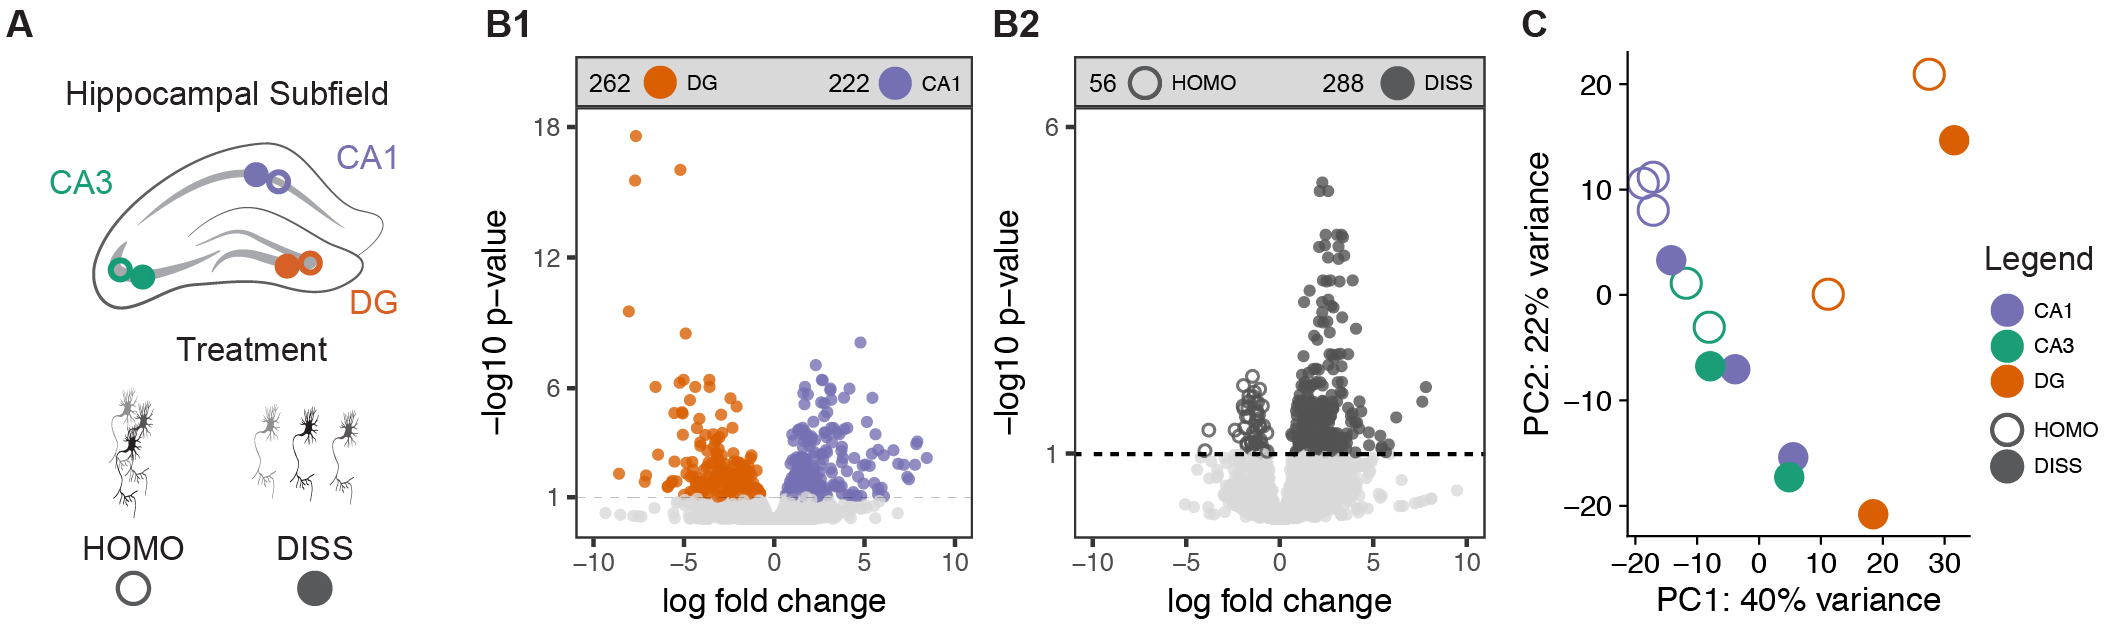 A
Hippocampal Subfield
CA1
CA3
DG
Treatment
HOMO
DISS
B1
262 DG 222 CA1
18
12
6
1
−log10 p−value
−10 −5 0 5 10
log fold change
B2
56 HOMO 288 DISS
6
1
−log10 p−value
−10 −5 0 5 10
log fold change
C
20
10
0
−10
−20
PC2: 22% variance
−20 −10 0 10 20 30
PC1: 40% variance
Legend
CA1
CA3
DG
HOMO
DISS